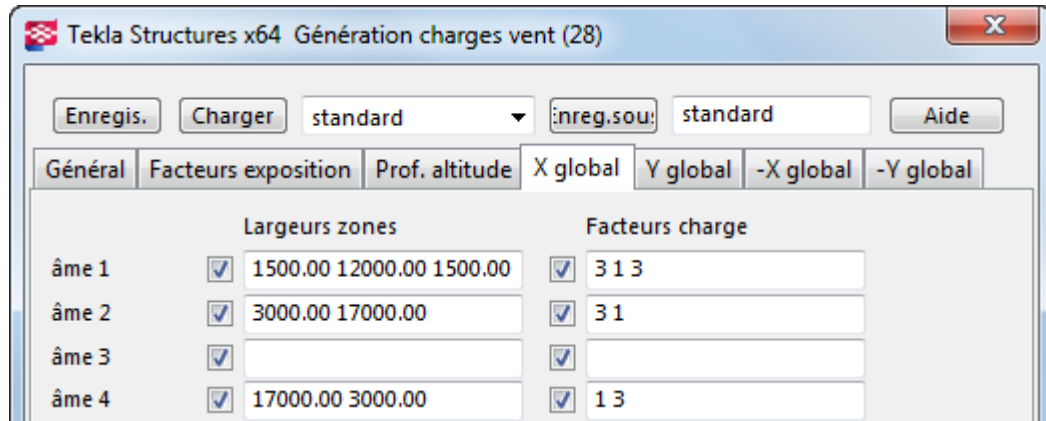 Tekla Structures x64 Génération charges vent (28)
Enregis. Charger standard Enreg.sous standard Aide
Général Facteurs exposition Prof. altitude X global Y global -X global -Y global
Largeurs zones Facteurs charge
âme 1 1500.00 12000.00 1500.00 3 1 3
âme 2 3000.00 17000.00 3 1
âme 3
âme 4 17000.00 3000.00 1 3